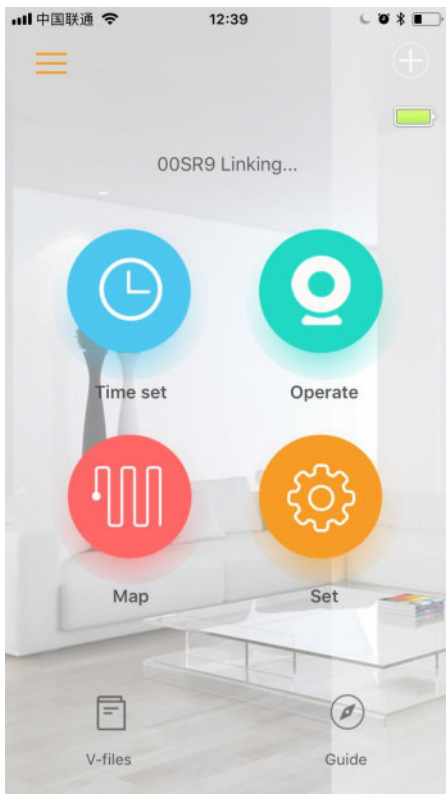 中国联通 12:39
00SR9 Linking...
Time set Operate
Map Set
V-files Guide